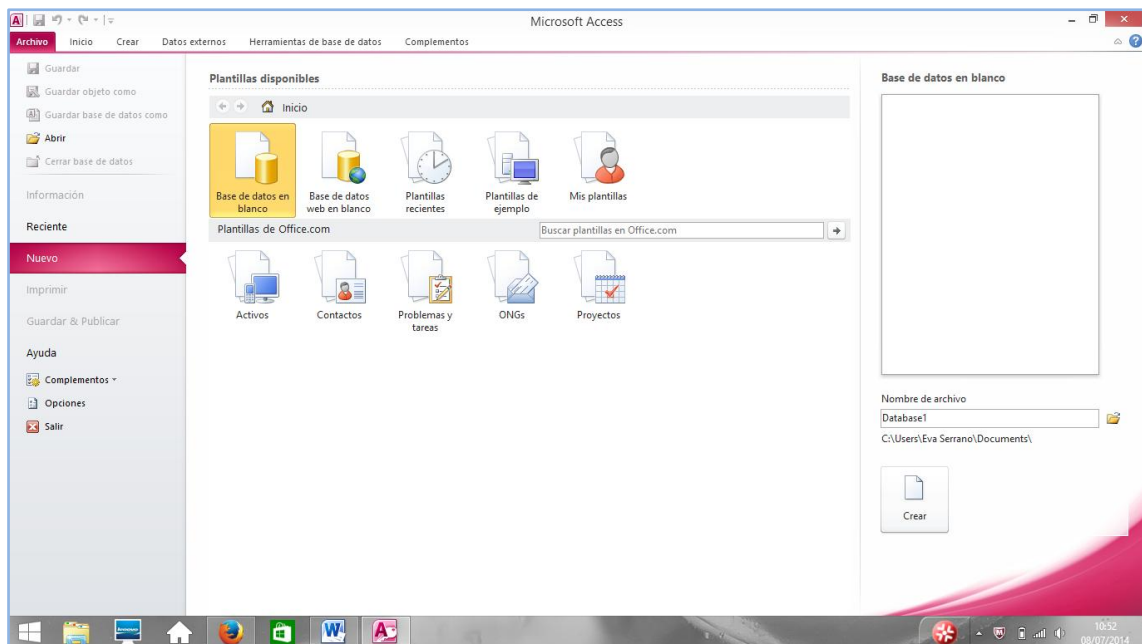 Microsoft Access
Archivo Inicio Crear Datos externos Herramientas de base de datos Complementos
Guardar
Guardar objeto como
Guardar base de datos como
Abrir
Cerrar base de datos
Información
Reciente
Nuevo
Imprimir
Guardar & Publicar
Ayuda
Complementos
Opciones
Salir
Plantillas disponibles
Inicio
Base de datos en
blanco
Base de datos
web en blanco
Plantillas
recientes
Plantillas de
ejemplo
Mis plantillas
Plantillas de Office.com
Buscar plantillas en Office.com
Activos
Contactos
Problemas y
tareas
ONGs
Proyectos
Base de datos en blanco
Nombre de archivo
Database1
C:\Users\Eva Serrano\Documents\
Crear
10:52
08/07/2014